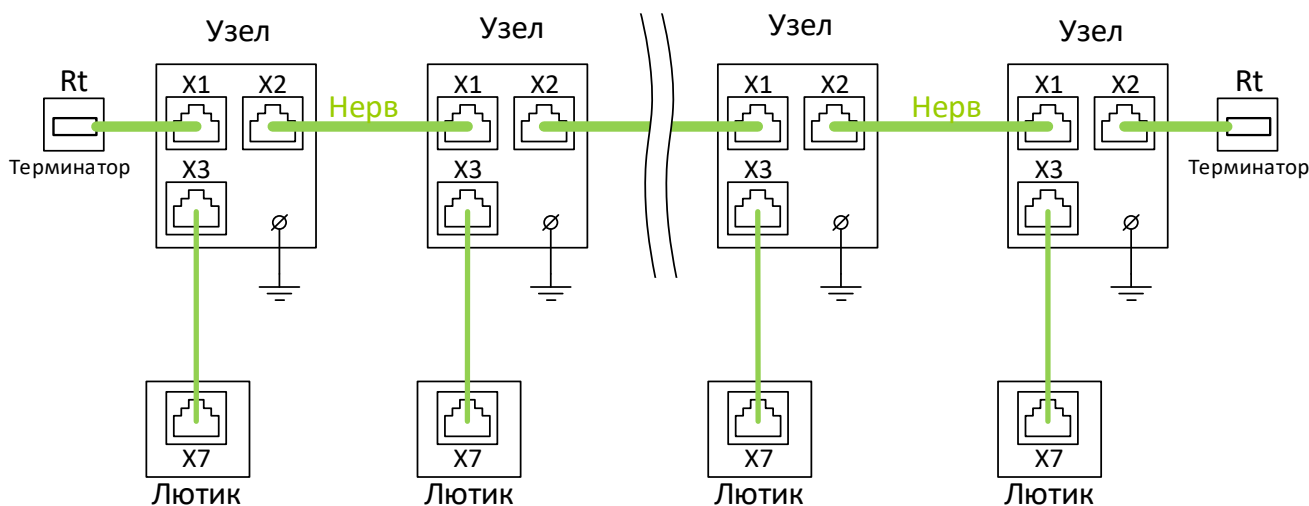 Узел Узел Узел Узел
Rt X1 X2 X1 X2 X1 X2 X1 X2 Rt
Нерв Нерв
Терминатор X3 X3 X3 X3 Терминатор
X7 X7 X7 X7
Лютик Лютик Лютик Лютик